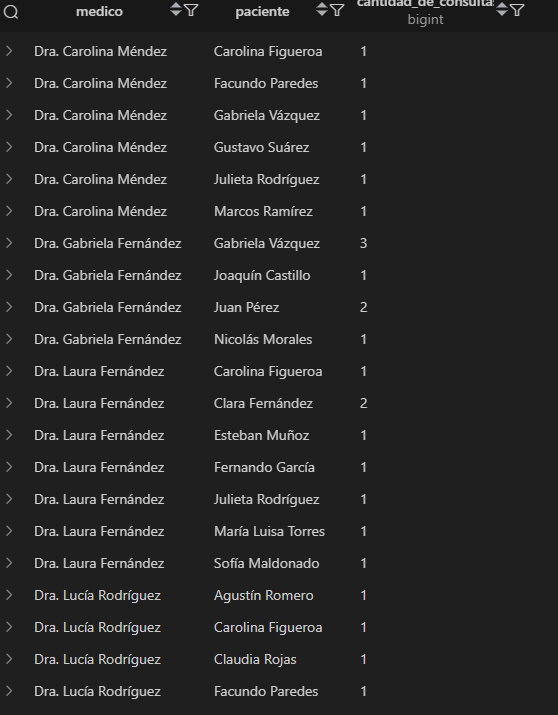 medico paciente cantidad_de_consultas
bigint
Dra. Carolina Méndez Carolina Figueroa 1
Dra. Carolina Méndez Facundo Paredes 1
Dra. Carolina Méndez Gabriela Vázquez 1
Dra. Carolina Méndez Gustavo Suárez 1
Dra. Carolina Méndez Julieta Rodríguez 1
Dra. Carolina Méndez Marcos Ramírez 1
Dra. Gabriela Fernández Gabriela Vázquez 3
Dra. Gabriela Fernández Joaquín Castillo 1
Dra. Gabriela Fernández Juan Pérez 2
Dra. Gabriela Fernández Nicolás Morales 1
Dra. Laura Fernández Carolina Figueroa 1
Dra. Laura Fernández Clara Fernández 2
Dra. Laura Fernández Esteban Muñoz 1
Dra. Laura Fernández Fernando García 1
Dra. Laura Fernández Julieta Rodríguez 1
Dra. Laura Fernández María Luisa Torres 1
Dra. Laura Fernández Sofía Maldonado 1
Dra. Lucía Rodríguez Agustín Romero 1
Dra. Lucía Rodríguez Carolina Figueroa 1
Dra. Lucía Rodríguez Claudia Rojas 1
Dra. Lucía Rodríguez Facundo Paredes 1